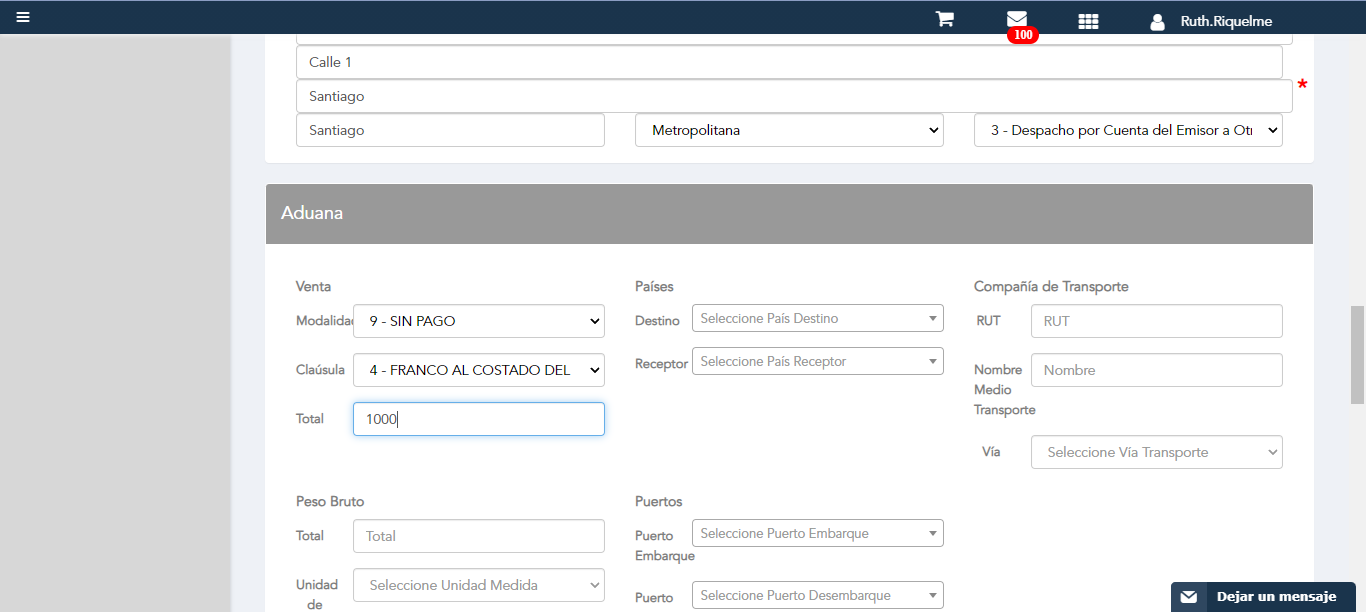 Ruth.Riquelme
100
Calle 1
Santiago
*
Santiago
Metropolitana
3 - Despacho por Cuenta del Emisor a Otr
Aduana
Venta
Países
Compañía de Transporte
Modalidad
9 - SIN PAGO
Destino
Seleccione País Destino
RUT
RUT
Claúsula
4 - FRANCO AL COSTADO DEL
Receptor
Seleccione País Receptor
Nombre
Medio
Transporte
Nombre
Total
1000
Vía
Seleccione Vía Transporte
Peso Bruto
Puertos
Total
Total
Puerto
Embarque
Seleccione Puerto Embarque
Unidad
de
Seleccione Unidad Medida
Puerto
Seleccione Puerto Desembarque
Dejar un mensaje